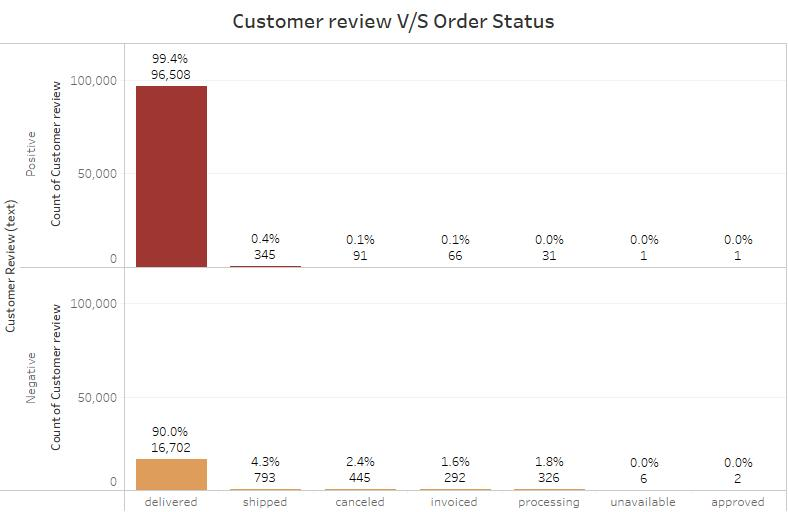 Customer review V/S Order Status
Customer Review (text)
Positive
Count of Customer review
100,000
50,000
0
99.4%
96,508
0.4%
345
0.1%
91
0.1%
66
0.0%
31
0.0%
1
0.0%
1
Negative
Count of Customer review
100,000
50,000
0
90.0%
16,702
4.3%
793
2.4%
445
1.6%
292
1.8%
326
0.0%
6
0.0%
2
delivered
shipped
canceled
invoiced
processing
unavailable
approved